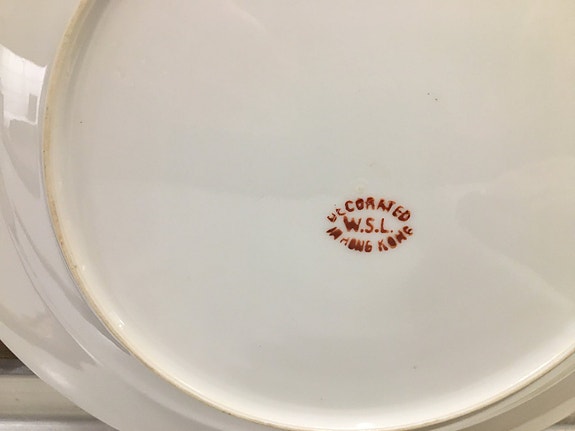 DECORATED
W.S.L.
IN HONG KONG